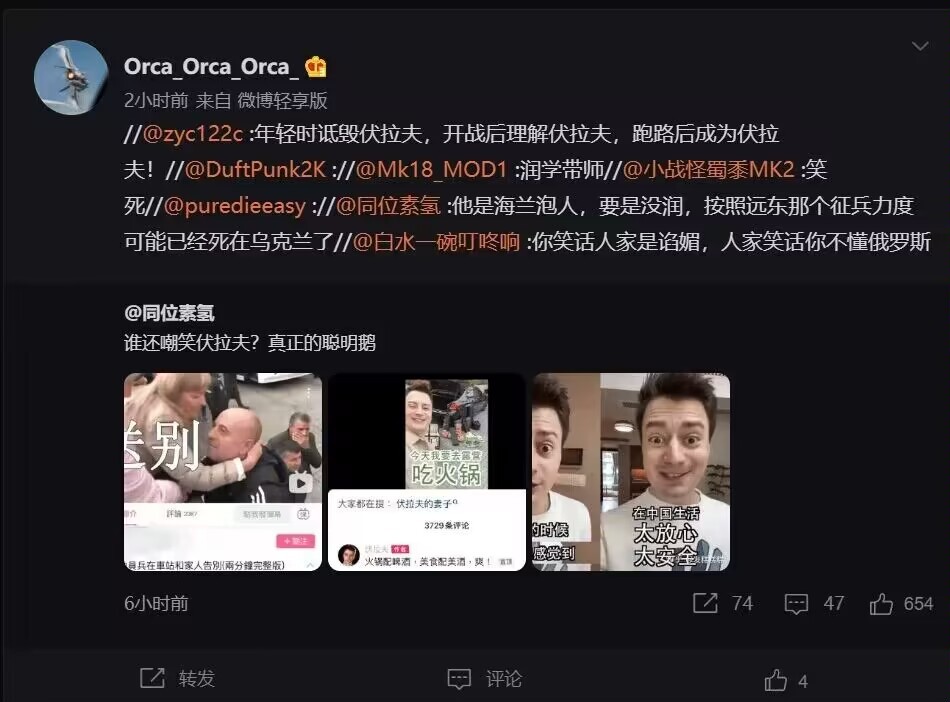 Orca_Orca_Orca_
2小时前 来自 微博轻享版
//@zyc122c :年轻时诋毁伏拉夫，开战后理解伏拉夫，跑路后成为伏拉
夫！//@DuftPunk2K ://@Mk18_MOD1 :润学带师//@小战怪蜀黍MK2 :笑
死//@puredieeasy ://@同位素氢 :他是海兰泡人，要是没润，按照远东那个征兵力度
可能已经死在乌克兰了//@白水一碗叮咚响 :你笑话人家是谄媚，人家笑话你不懂俄罗斯
@同位素氢
谁还嘲笑伏拉夫？真正的聪明鹅
送别
評論
+ 關注
員兵在車站和家人告別(兩分鐘完整版)
今天我要去露营
吃火锅
大家都在搜： 伏拉夫的妻子
3729条评论
伏拉夫 作者
火锅配啤酒，美食配美酒，爽！
的时候
感觉到
在中国生活
太放心
太安全
6小时前
74
47
654
转发
评论
4